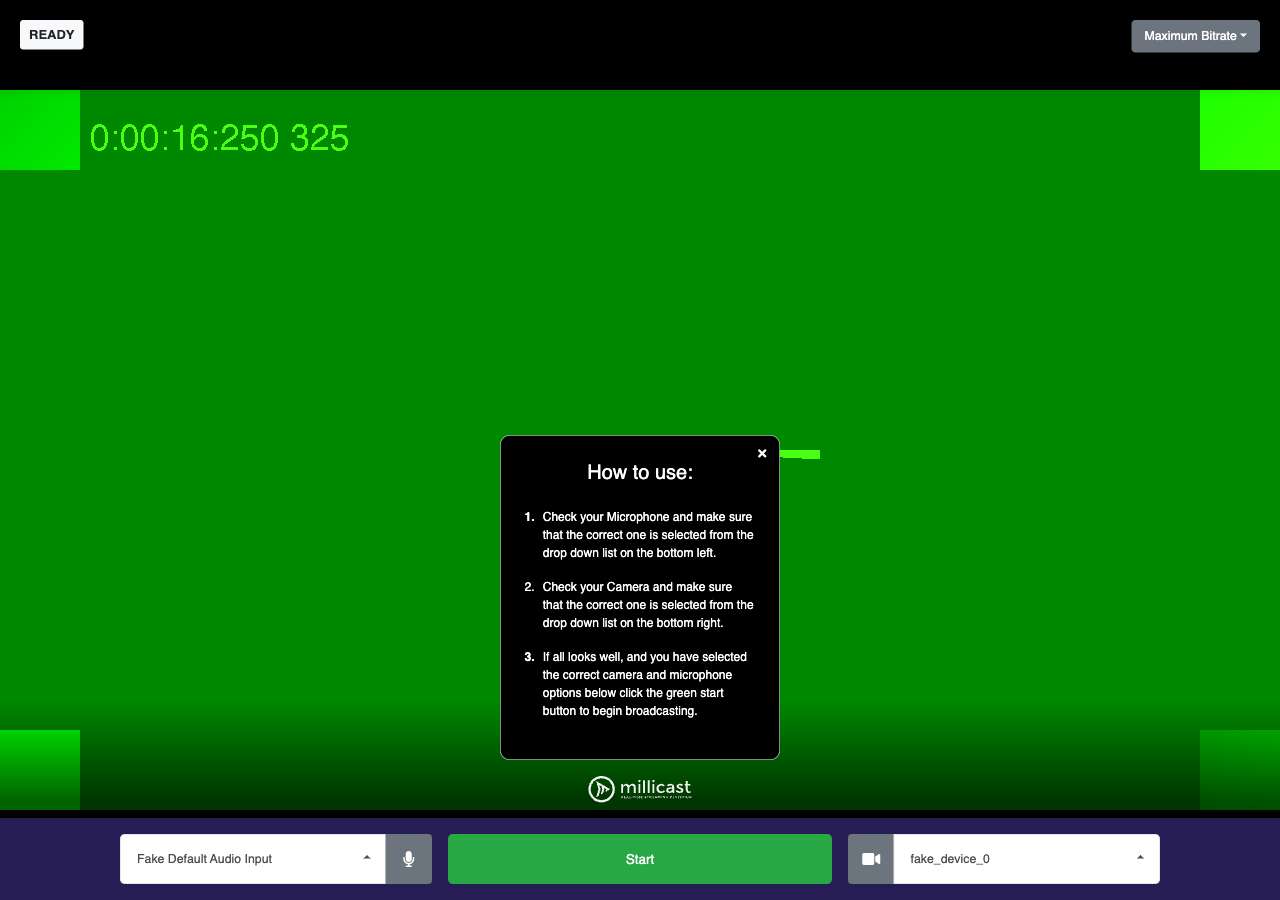 READY
Maximum Bitrate
0:00:16:250 325
How to use:
1. Check your Microphone and make sure
that the correct one is selected from the
drop down list on the bottom left.
2. Check your Camera and make sure
that the correct one is selected from the
drop down list on the bottom right.
3. If all looks well, and you have selected
the correct camera and microphone
options below click the green start
button to begin broadcasting.
millicast
Fake Default Audio Input
Start
fake_device_0